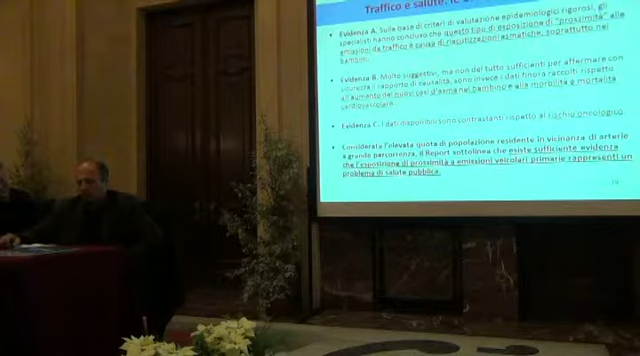 Traffico e salute: le
• Evidenza A. Sulla base di criteri di valutazione epidemiologici rigorosi, gli
specialisti hanno concluso che questo tipo di esposizione di "prossimità" alle
emissioni da traffico è causa di riacutizzazioni asmatiche, soprattutto nei
bambini.
• Evidenza B. Molto suggestivi, ma non del tutto sufficienti per affermare con
sicurezza il rapporto di causalità, sono invece i dati finora raccolti rispetto
all'aumento dei nuovi casi d'asma nel bambino e alla morbilità e mortalità
cardiovascolare.
• Evidenza C. I dati disponibili sono contrastanti rispetto al rischio oncologico.
• Considerata l'elevata quota di popolazione residente in vicinanza di arterie
a grande percorrenza, il Report sottolinea che esiste sufficiente evidenza
che l'esposizione di prossimità a emissioni veicolari primarie rappresenti un
problema di salute pubblica.